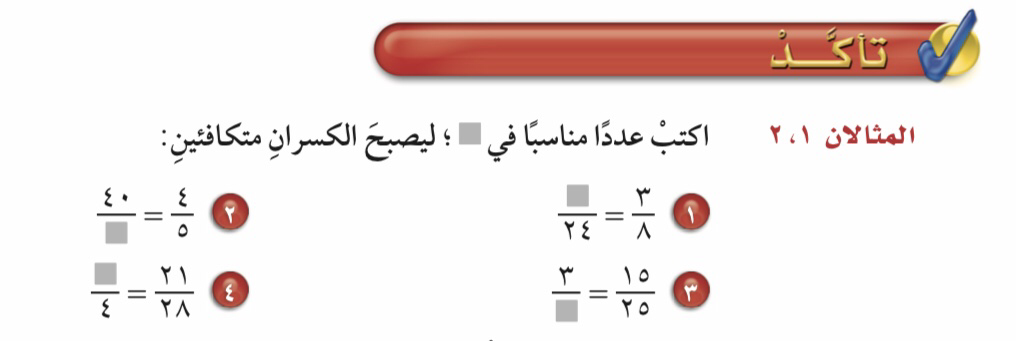 تأكَّدْ
المثالان ١، ٢ اكتبْ عددًا مناسبًا في ■ ؛ ليصبحَ الكسرانِ متكافئينِ:
١ ٣/٨ = ■/٢٤ ٢ ٤/٥ = ٤٠/■
٣ ١٥/٢٥ = ٣/■ ٤ ٢١/٢٨ = ■/٤